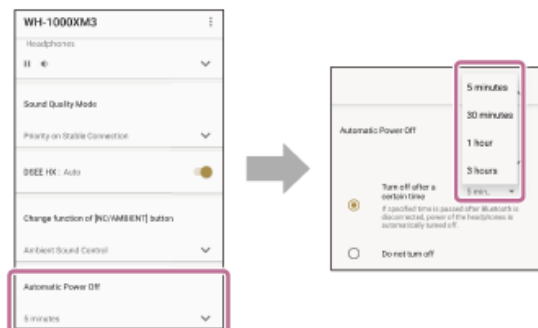 WH-1000XM3
Headphones
Sound Quality Mode
Priority on Stable Connection
DSEE HX : Auto
Change function of [NC/AMBIENT] button
Ambient Sound Control
Automatic Power Off
5 minutes
5 minutes
30 minutes
1 hour
3 hours
Automatic Power Off
Turn off after a
certain time
5 min.
If specified time is passed after Bluetooth is
disconnected, power of the headphones is
automatically turned off.
Do not turn off